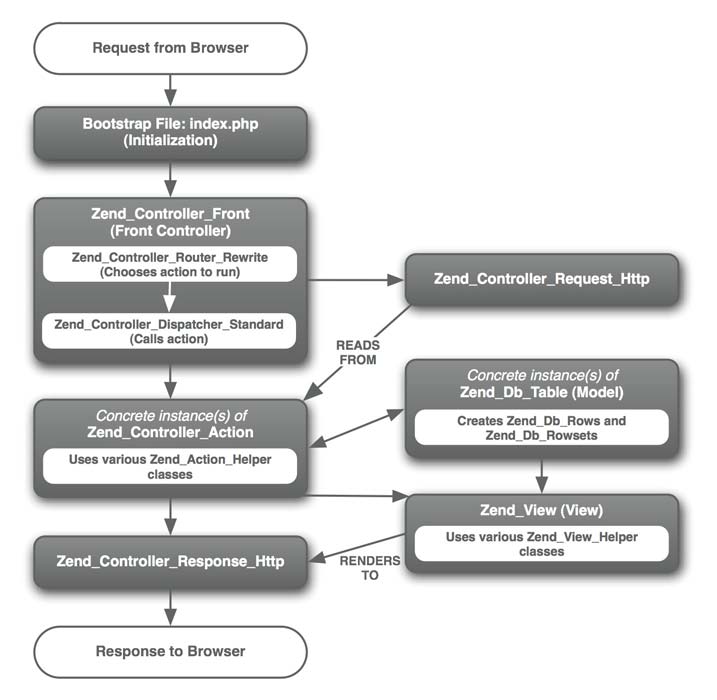 Request from Browser
Bootstrap File: index.php
(Initialization)
Zend_Controller_Front
(Front Controller)
Zend_Controller_Router_Rewrite
(Chooses action to run)
Zend_Controller_Dispatcher_Standard
(Calls action)
Zend_Controller_Request_Http
READS
FROM
Concrete instance(s) of
Zend_Controller_Action
Uses various Zend_Action_Helper
classes
Concrete instance(s) of
Zend_Db_Table (Model)
Creates Zend_Db_Rows and
Zend_Db_Rowsets
Zend_View (View)
Uses various Zend_View_Helper
classes
RENDERS
TO
Zend_Controller_Response_Http
Response to Browser